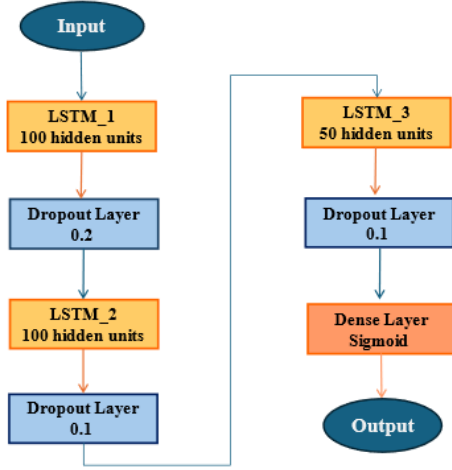 Input
LSTM_1
100 hidden units
Dropout Layer
0.2
LSTM_2
100 hidden units
Dropout Layer
0.1
LSTM_3
50 hidden units
Dropout Layer
0.1
Dense Layer
Sigmoid
Output